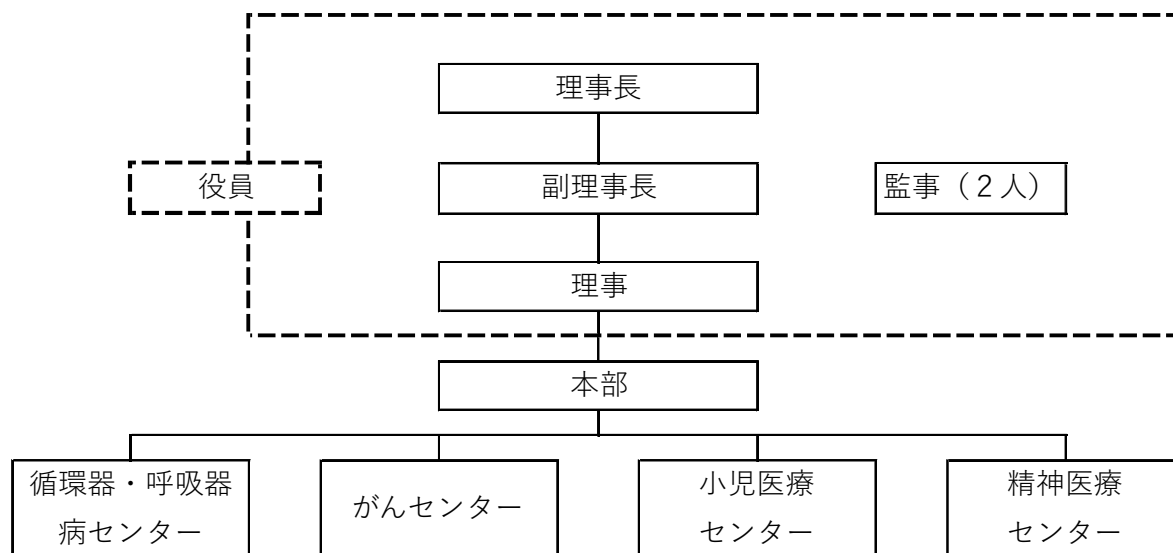 理事長
役員
副理事長
監事（２人）
理事
本部
循環器・呼吸器
病センター
がんセンター
小児医療
センター
精神医療
センター